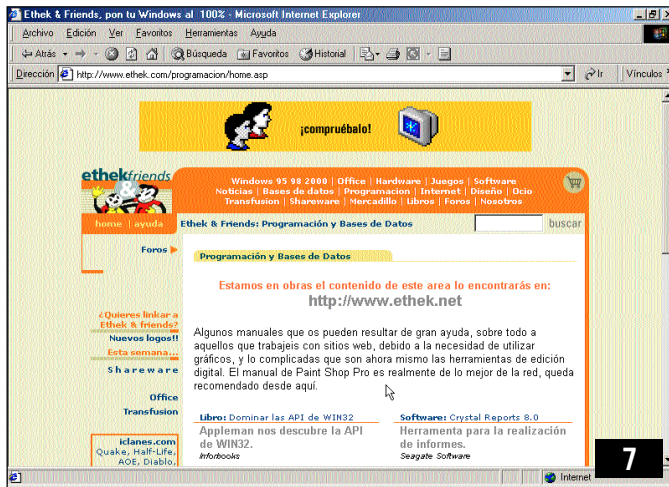 Ethek & Friends, pon tu Windows al 100% - Microsoft Internet Explorer
Archivo Edición Ver Favoritos Herramientas Ayuda
Atrás Búsqueda Favoritos Historial
Dirección http://www.ethek.com/programacion/home.asp Ir Vínculos
¡compruébalo!
ethekfriends
&
Windows 95 98 2000 | Office | Hardware | Juegos | Software
Noticias | Bases de datos | Programacion | Internet | Diseño | Ocio
Transfusion | Shareware | Mercadillo | Libros | Foros | Nosotros
home | ayuda Ethek & Friends: Programación y Bases de Datos buscar
Foros
Programación y Bases de Datos
Estamos en obras el contenido de este area lo encontrarás en:
http://www.ethek.net
¿Quieres linkar a
Ethek & friends?
Nuevos logos!!
Esta semana...
Shareware
Office
Transfusion
iclanes.com
Quake, Half-Life,
AOE, Diablo,
Algunos manuales que os pueden resultar de gran ayuda, sobre todo a
aquellos que trabajeis con sitios web, debido a la necesidad de utilizar
gráficos, y lo complicadas que son ahora mismo las herramientas de edición
digital. El manual de Paint Shop Pro es realmente de lo mejor de la red, queda
recomendado desde aquí.
Libro: Dominar las API de WIN32
Appleman nos descubre la API
de WIN32.
Inforbooks
Software: Crystal Reports 8.0
Herramenta para la realización
de informes.
Seagate Software
Internet
7